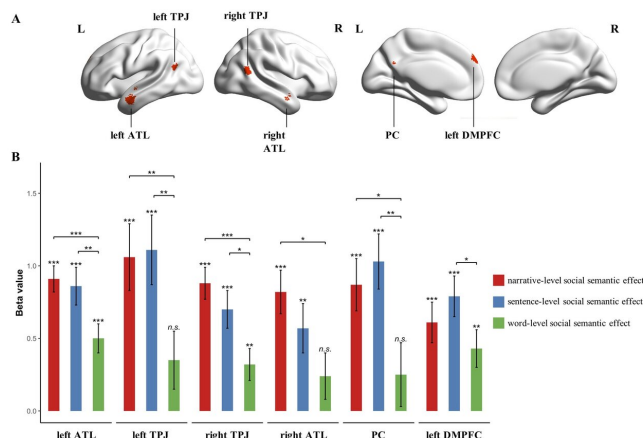 A
L
left TPJ
right TPJ
R
L
R
left ATL
right
ATL
PC
left DMPFC
B
Beta value
1.5
1.0
0.5
0.0
*** *** *** *** **
*** *** n.s. ** **
*** *** ** *** *
*** ** n.s. *
*** *** n.s. * **
*** *** ** *
narrative-level social semantic effect
sentence-level social semantic effect
word-level social semantic effect
left ATL
left TPJ
right TPJ
right ATL
PC
left DMPFC